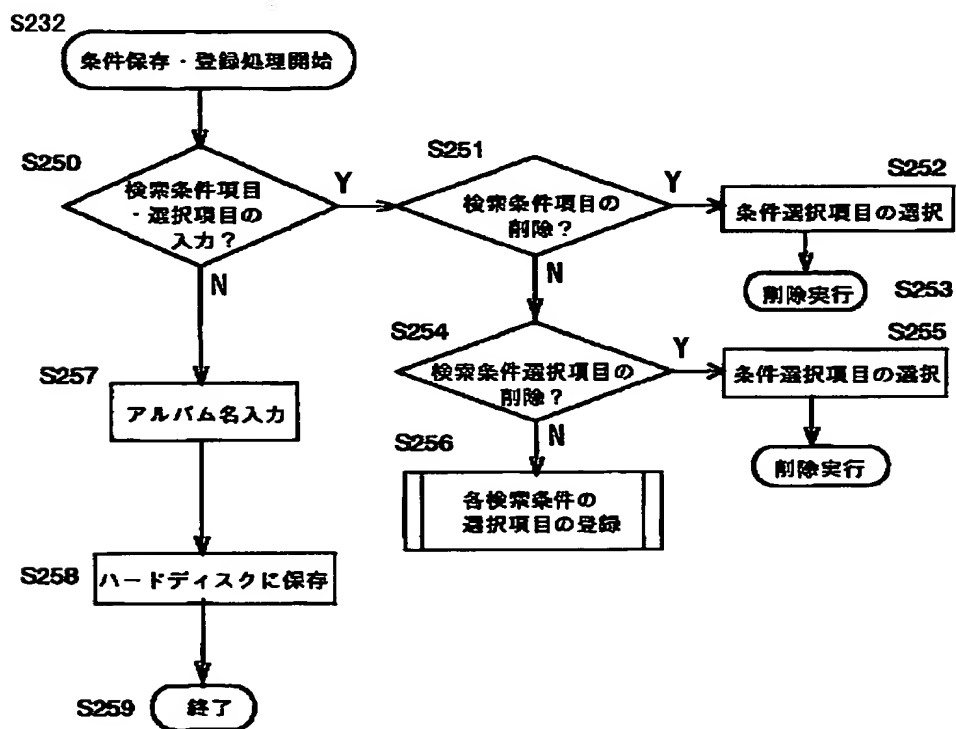 S232
条件保存・登録処理開始
S250
検索条件項目
・選択項目の
入力？
Y
N
S251
検索条件項目の
削除？
Y
N
S252
条件選択項目の選択
削除実行
S253
S254
検索条件選択項目の
削除？
Y
N
S255
条件選択項目の選択
削除実行
S256
各検索条件の
選択項目の登録
S257
アルバム名入力
S258
ハードディスクに保存
S259
終了